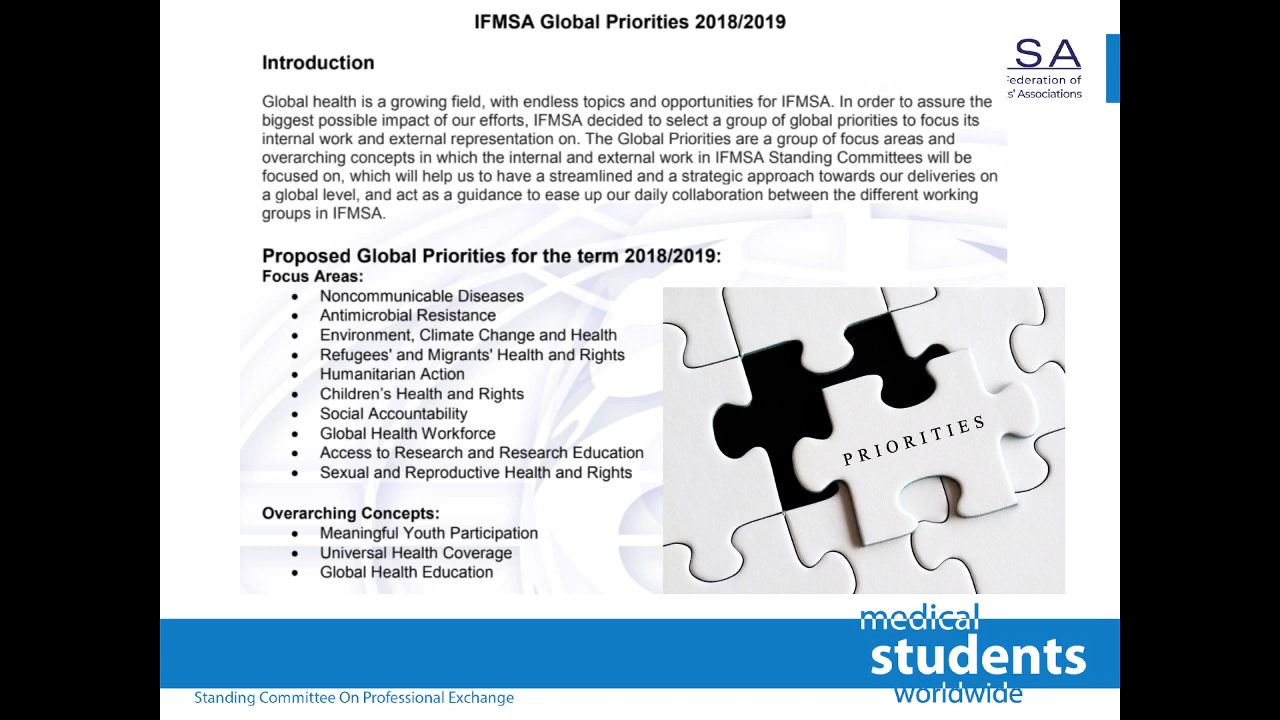 IFMSA Global Priorities 2018/2019
Introduction
SA
Federation of
s' Associations
Global health is a growing field, with endless topics and opportunities for IFMSA. In order to assure the
biggest possible impact of our efforts, IFMSA decided to select a group of global priorities to focus its
internal work and external representation on. The Global Priorities are a group of focus areas and
overarching concepts in which the internal and external work in IFMSA Standing Committees will be
focused on, which will help us to have a streamlined and a strategic approach towards our deliveries on
a global level, and act as a guidance to ease up our daily collaboration between the different working
groups in IFMSA.
Proposed Global Priorities for the term 2018/2019:
Focus Areas:
• Noncommunicable Diseases
• Antimicrobial Resistance
• Environment, Climate Change and Health
• Refugees' and Migrants' Health and Rights
• Humanitarian Action
• Children's Health and Rights
• Social Accountability
• Global Health Workforce
• Access to Research and Research Education
• Sexual and Reproductive Health and Rights
Overarching Concepts:
• Meaningful Youth Participation
• Universal Health Coverage
• Global Health Education
PRIORITIES
medical
students
worldwide
Standing Committee On Professional Exchange